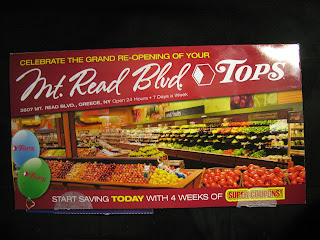 CELEBRATE THE GRAND RE-OPENING OF YOUR
Mt. Read Blvd TOPS
3507 MT. READ BLVD., GREECE, NY Open 24 Hours • 7 Days a Week
START SAVING TODAY WITH 4 WEEKS OF SUPER COUPONS!